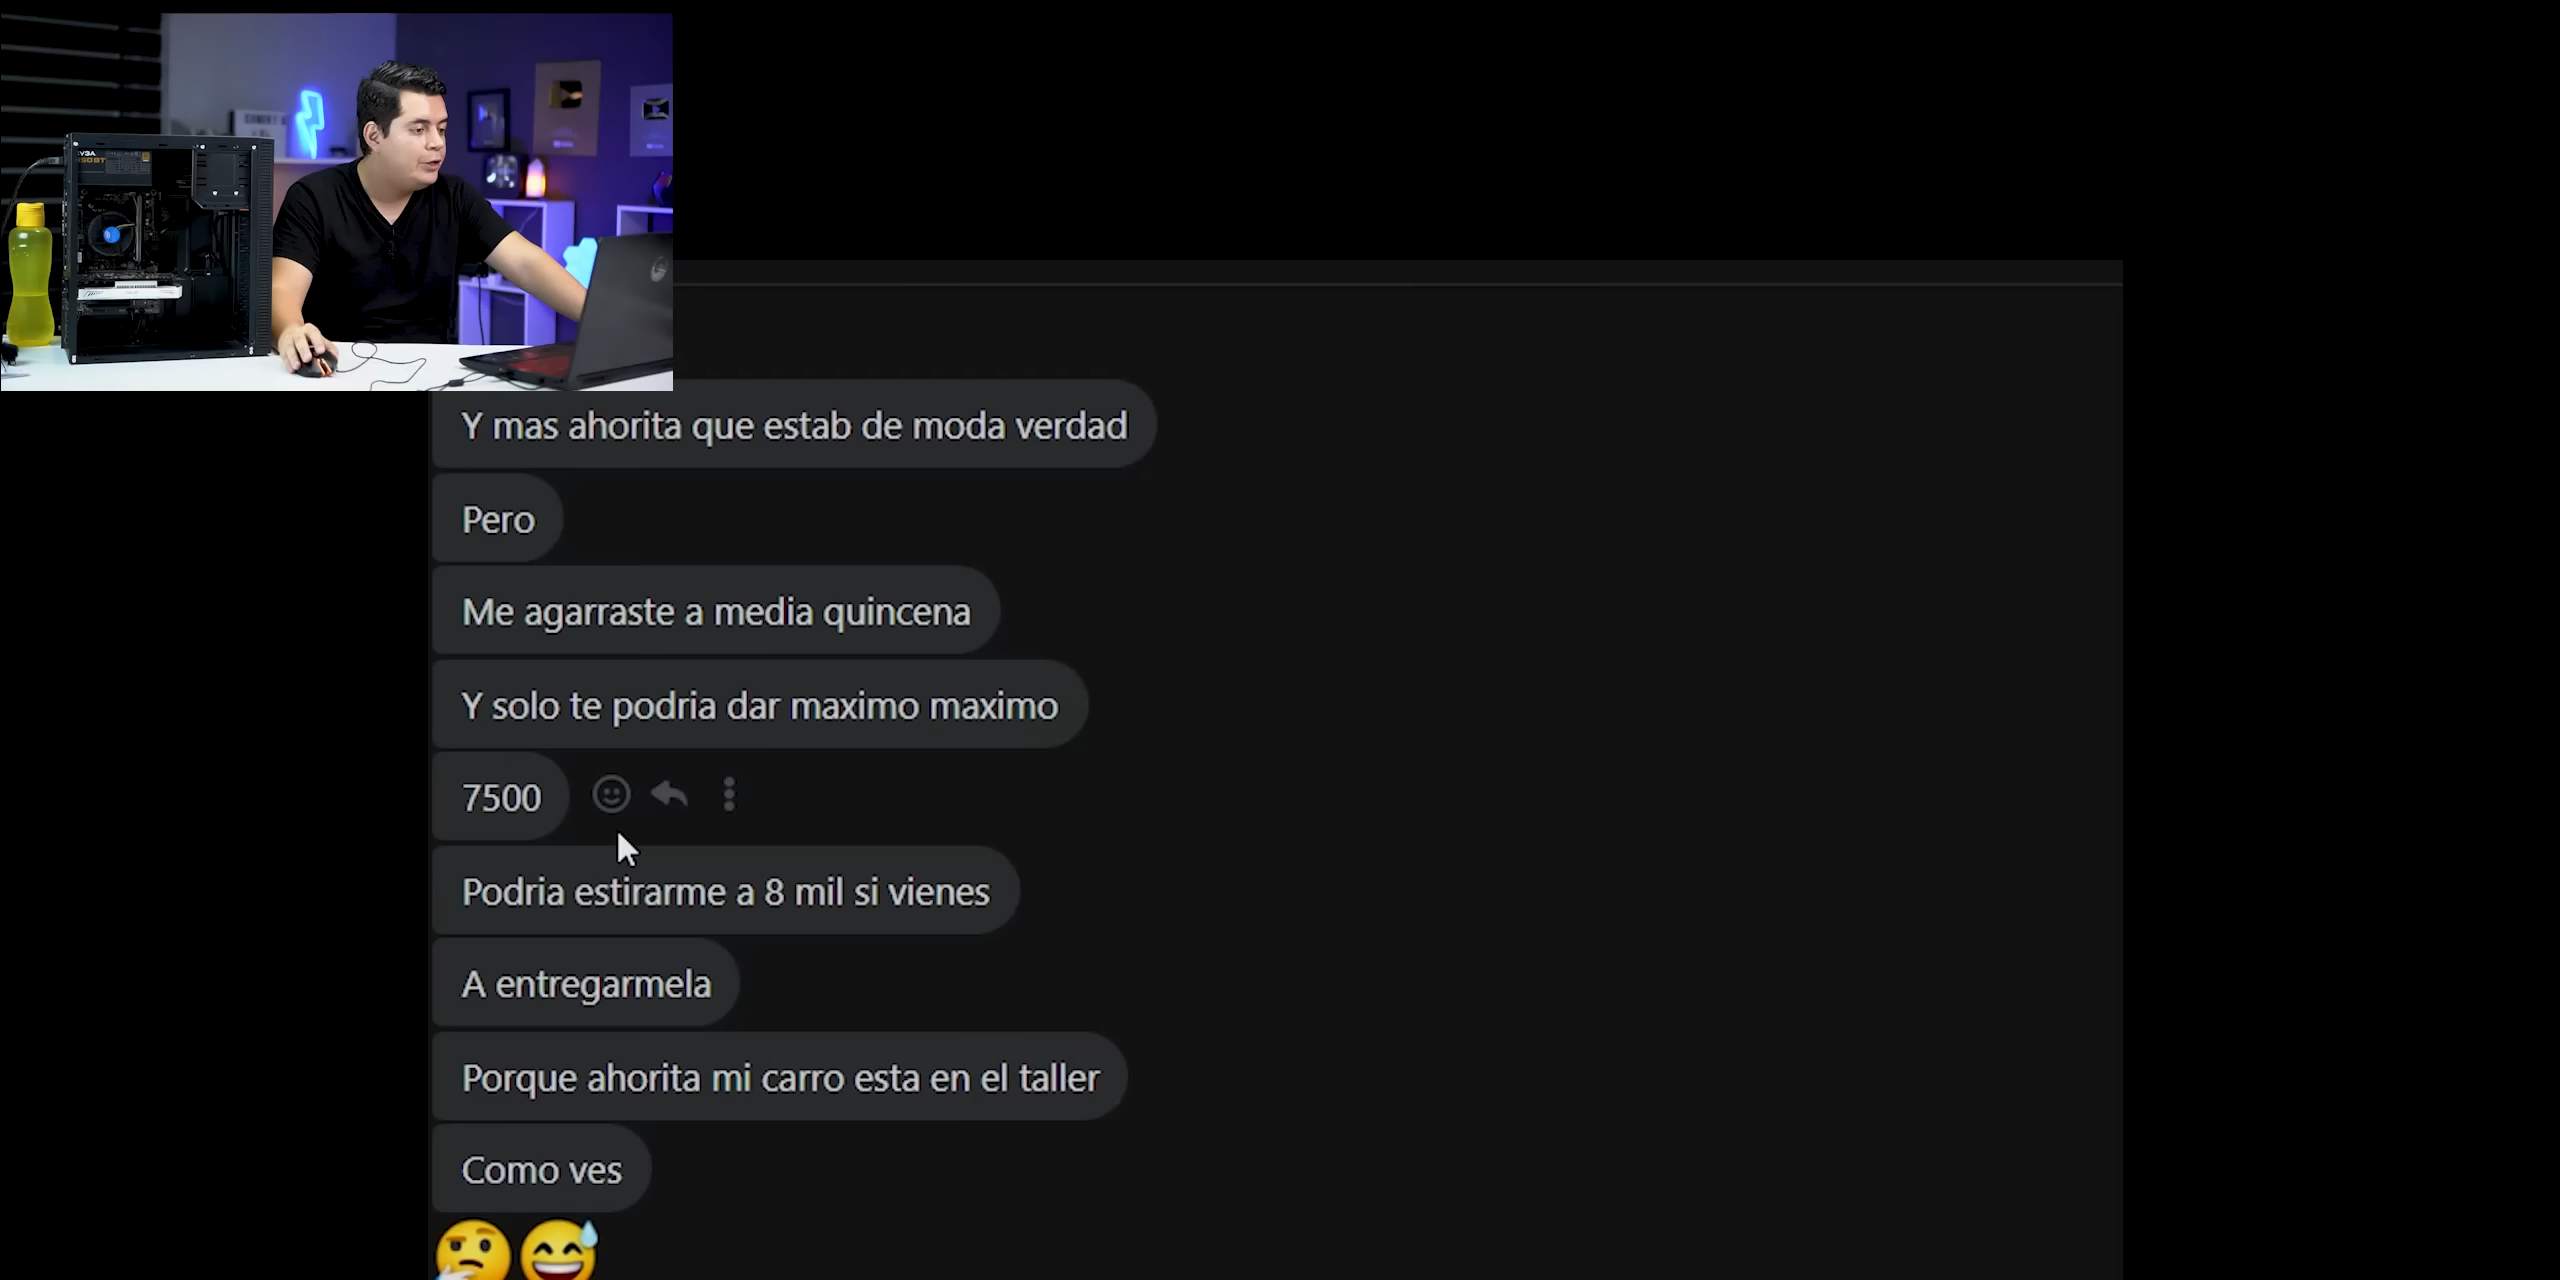 Y mas ahorita que estab de moda verdad
Pero
Me agarraste a media quincena
Y solo te podria dar maximo maximo
7500
Podria estirarme a 8 mil si vienes
A entregarmela
Porque ahorita mi carro esta en el taller
Como ves